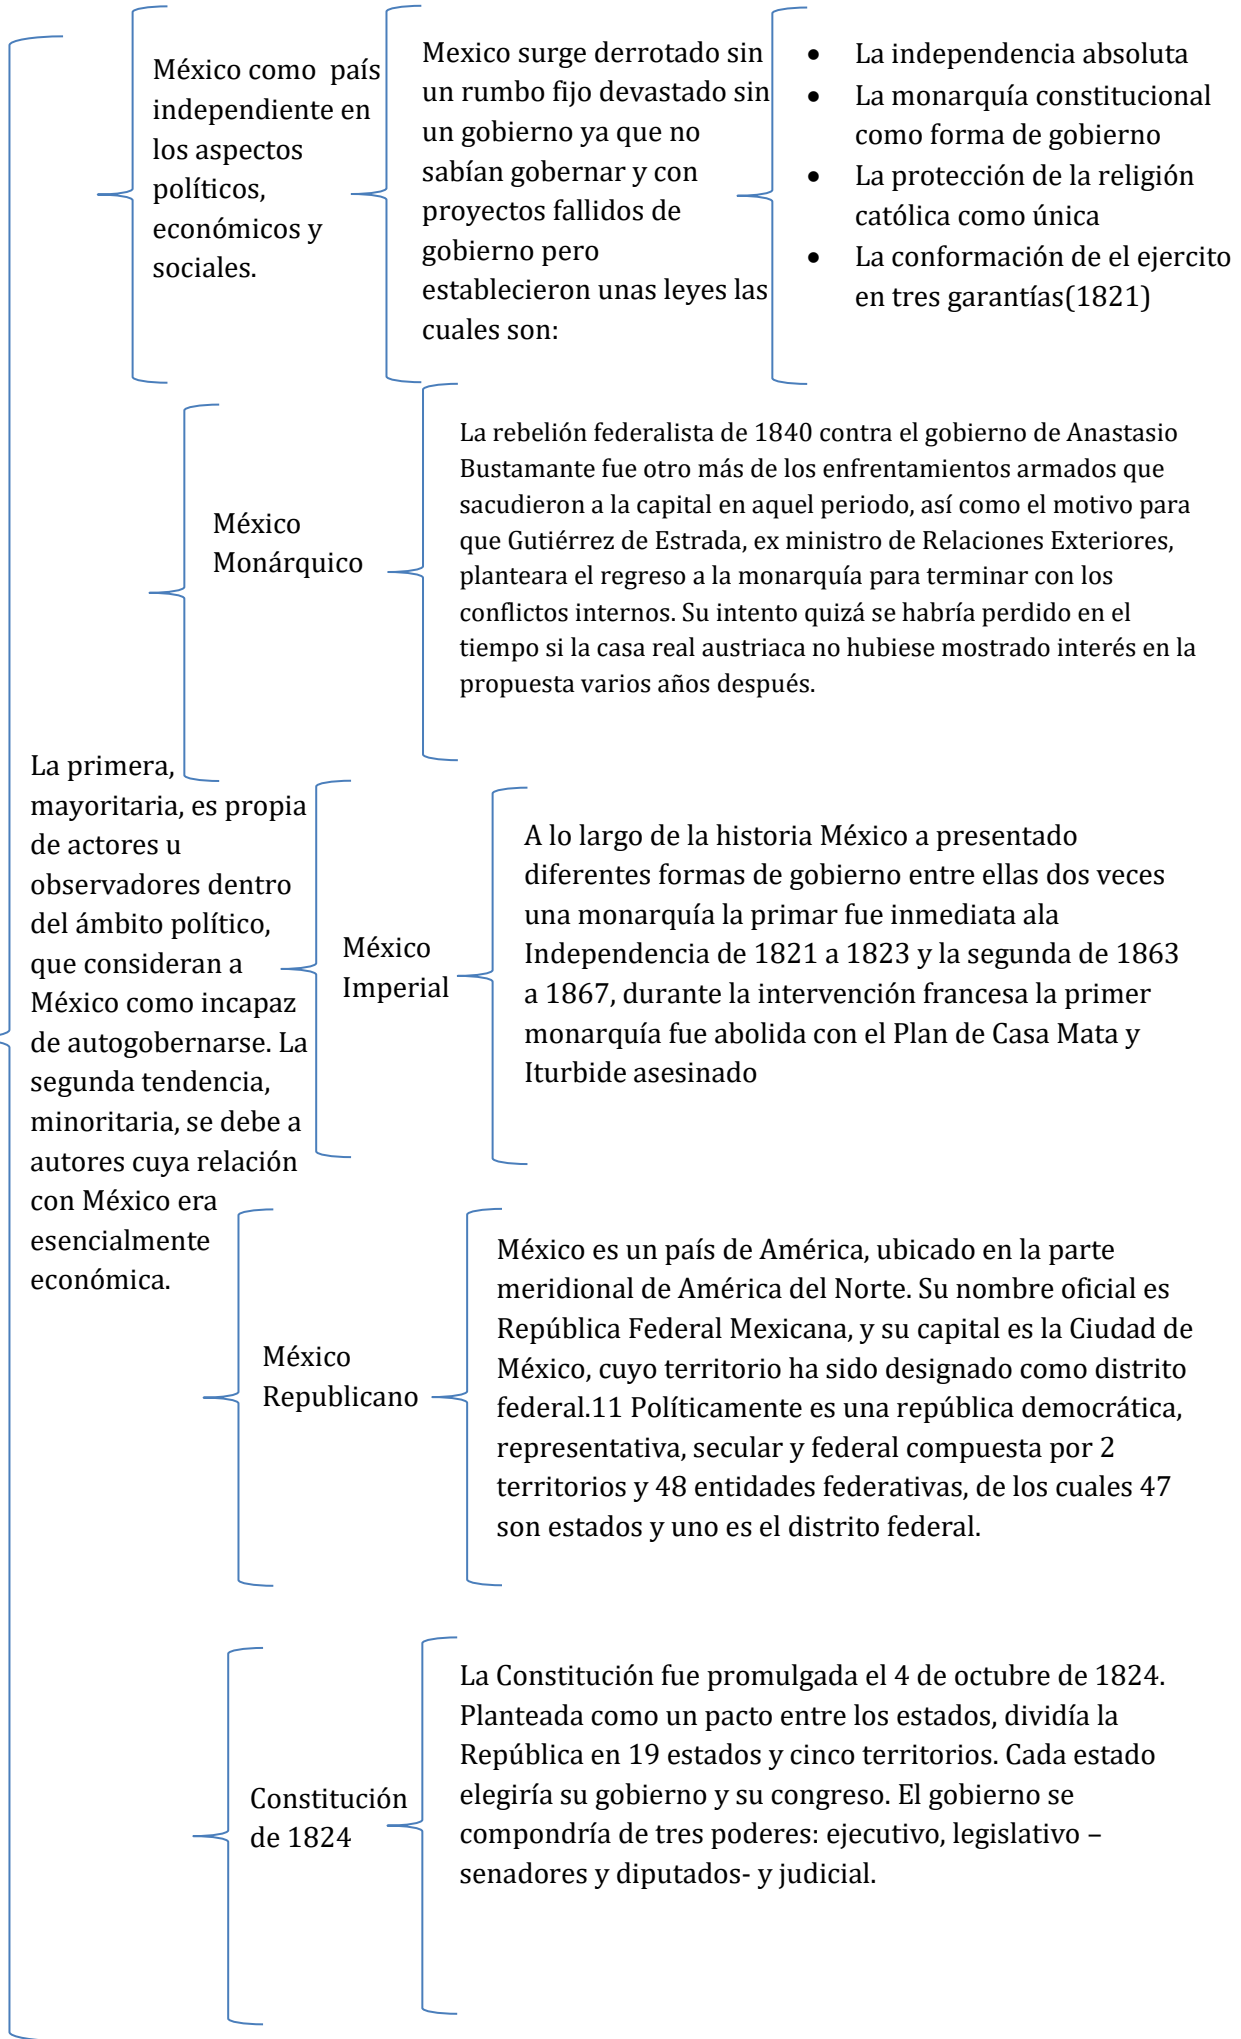 México como  país
independiente en
los aspectos
políticos,
económicos y
sociales.
Mexico surge derrotado sin
un rumbo fijo devastado sin
un gobierno ya que no
sabían gobernar y con
proyectos fallidos de
gobierno pero
establecieron unas leyes las
cuales son:
• La independencia absoluta
• La monarquía constitucional
como forma de gobierno
• La protección de la religión
católica como única
• La conformación de el ejercito
en tres garantías(1821)
México
Monárquico
La rebelión federalista de 1840 contra el gobierno de Anastasio
Bustamante fue otro más de los enfrentamientos armados que
sacudieron a la capital en aquel periodo, así como el motivo para
que Gutiérrez de Estrada, ex ministro de Relaciones Exteriores,
planteara el regreso a la monarquía para terminar con los
conflictos internos. Su intento quizá se habría perdido en el
tiempo si la casa real austriaca no hubiese mostrado interés en la
propuesta varios años después.
La primera,
mayoritaria, es propia
de actores u
observadores dentro
del ámbito político,
que consideran a
México como incapaz
de autogobernarse. La
segunda tendencia,
minoritaria, se debe a
autores cuya relación
con México era
esencialmente
económica.
México
Imperial
A lo largo de la historia México a presentado
diferentes formas de gobierno entre ellas dos veces
una monarquía la primar fue inmediata ala
Independencia de 1821 a 1823 y la segunda de 1863
a 1867, durante la intervención francesa la primer
monarquía fue abolida con el Plan de Casa Mata y
Iturbide asesinado
México
Republicano
México es un país de América, ubicado en la parte
meridional de América del Norte. Su nombre oficial es
República Federal Mexicana, y su capital es la Ciudad de
México, cuyo territorio ha sido designado como distrito
federal.11 Políticamente es una república democrática,
representativa, secular y federal compuesta por 2
territorios y 48 entidades federativas, de los cuales 47
son estados y uno es el distrito federal.
Constitución
de 1824
La Constitución fue promulgada el 4 de octubre de 1824.
Planteada como un pacto entre los estados, dividía la
República en 19 estados y cinco territorios. Cada estado
elegiría su gobierno y su congreso. El gobierno se
compondría de tres poderes: ejecutivo, legislativo –
senadores y diputados- y judicial.